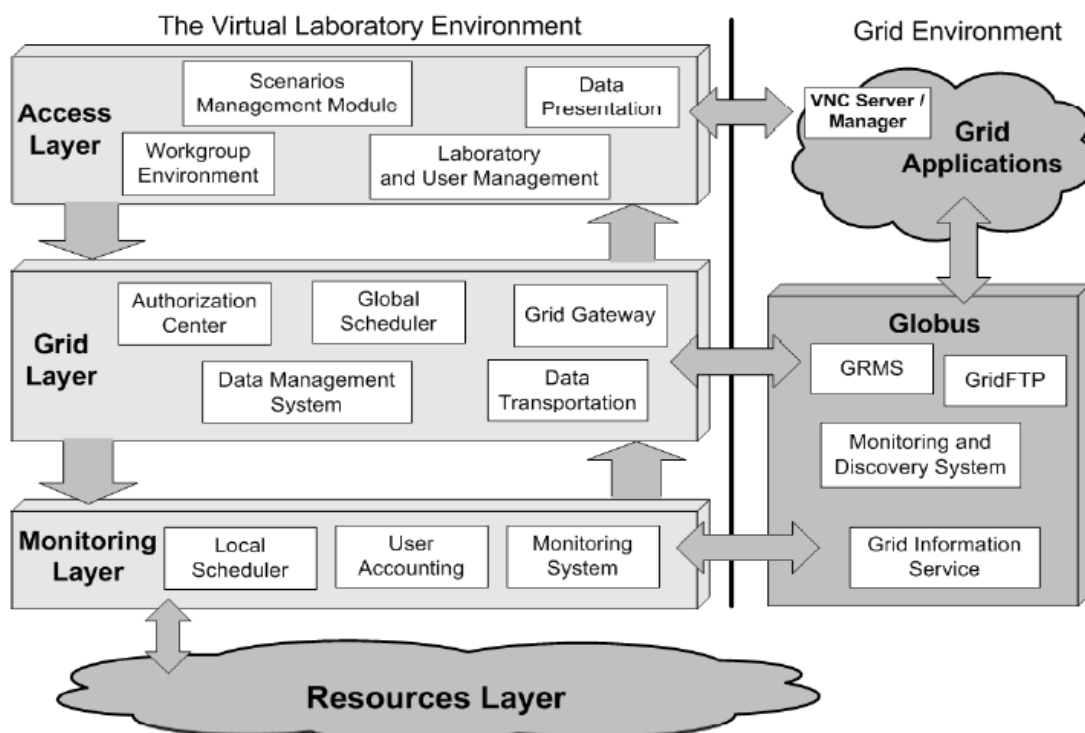 The Virtual Laboratory Environment
Grid Environment
Access
Layer
Scenarios
Management Module
Data
Presentation
Workgroup
Environment
Laboratory
and User Management
VNC Server /
Manager
Grid
Applications
Grid
Layer
Authorization
Center
Global
Scheduler
Grid Gateway
Data Management
System
Data
Transportation
Globus
GRMS
GridFTP
Monitoring and
Discovery System
Grid Information
Service
Monitoring
Layer
Local
Scheduler
User
Accounting
Monitoring
System
Resources Layer